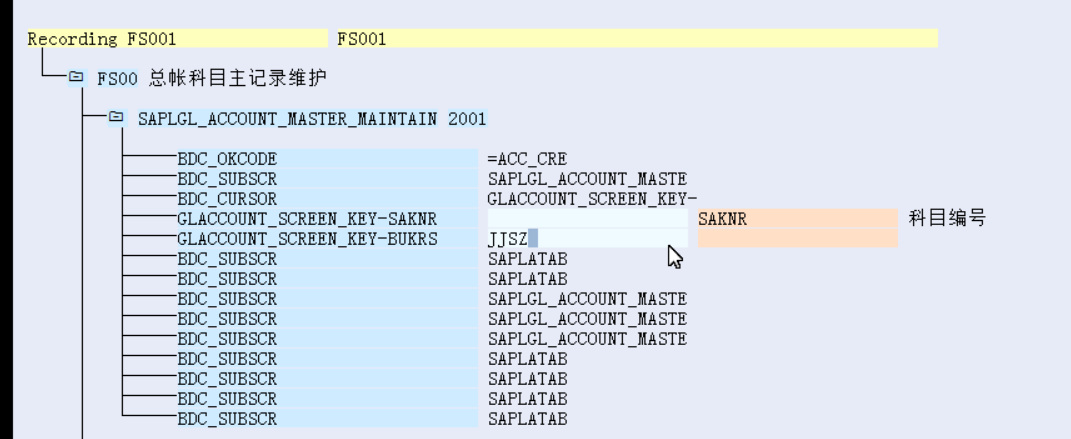 Recording FS001 FS001
FS00 总帐科目主记录维护
SAPLGL_ACCOUNT_MASTER_MAINTAIN 2001
BDC_OKCODE =ACC_CRE
BDC_SUBSCR SAPLGL_ACCOUNT_MASTE
BDC_CURSOR GLACCOUNT_SCREEN_KEY-
GLACCOUNT_SCREEN_KEY-SAKNR SAKNR 科目编号
GLACCOUNT_SCREEN_KEY-BUKRS JJSZ
BDC_SUBSCR SAPLATAB
BDC_SUBSCR SAPLATAB
BDC_SUBSCR SAPLGL_ACCOUNT_MASTE
BDC_SUBSCR SAPLGL_ACCOUNT_MASTE
BDC_SUBSCR SAPLGL_ACCOUNT_MASTE
BDC_SUBSCR SAPLATAB
BDC_SUBSCR SAPLATAB
BDC_SUBSCR SAPLATAB
BDC_SUBSCR SAPLATAB